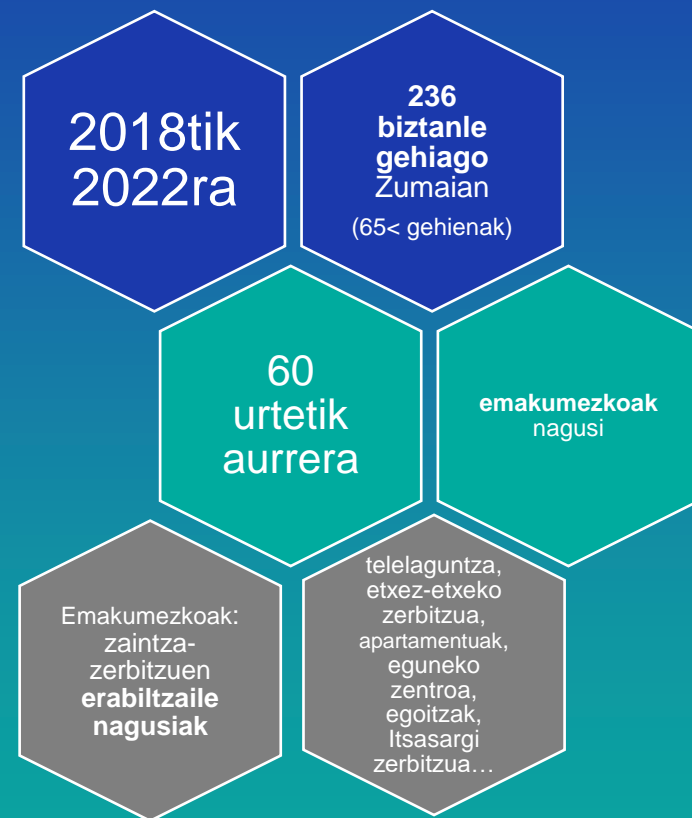 2018tik
2022ra
236
biztanle
gehiago
Zumaian
(65< gehienak)
60
urtetik
aurrera
emakumezkoak
nagusi
Emakumezkoak:
zaintza-
zerbitzuen
erabiltzaile
nagusiak
telelaguntza,
etxez-etxeko
zerbitzua,
apartamentuak,
eguneko
zentroa,
egoitzak,
Itsasargi
zerbitzua…